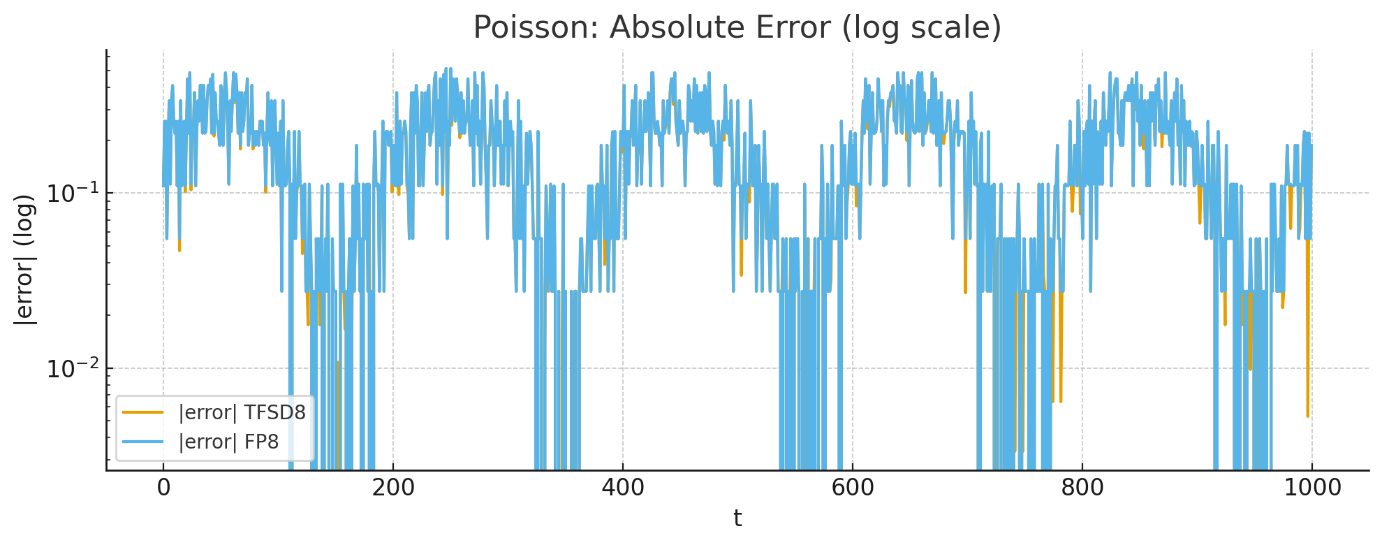 Poisson: Absolute Error (log scale)
|error| (log)
10⁻¹
10⁻²
|error| TFSD8
|error| FP8
0 200 400 600 800 1000
t